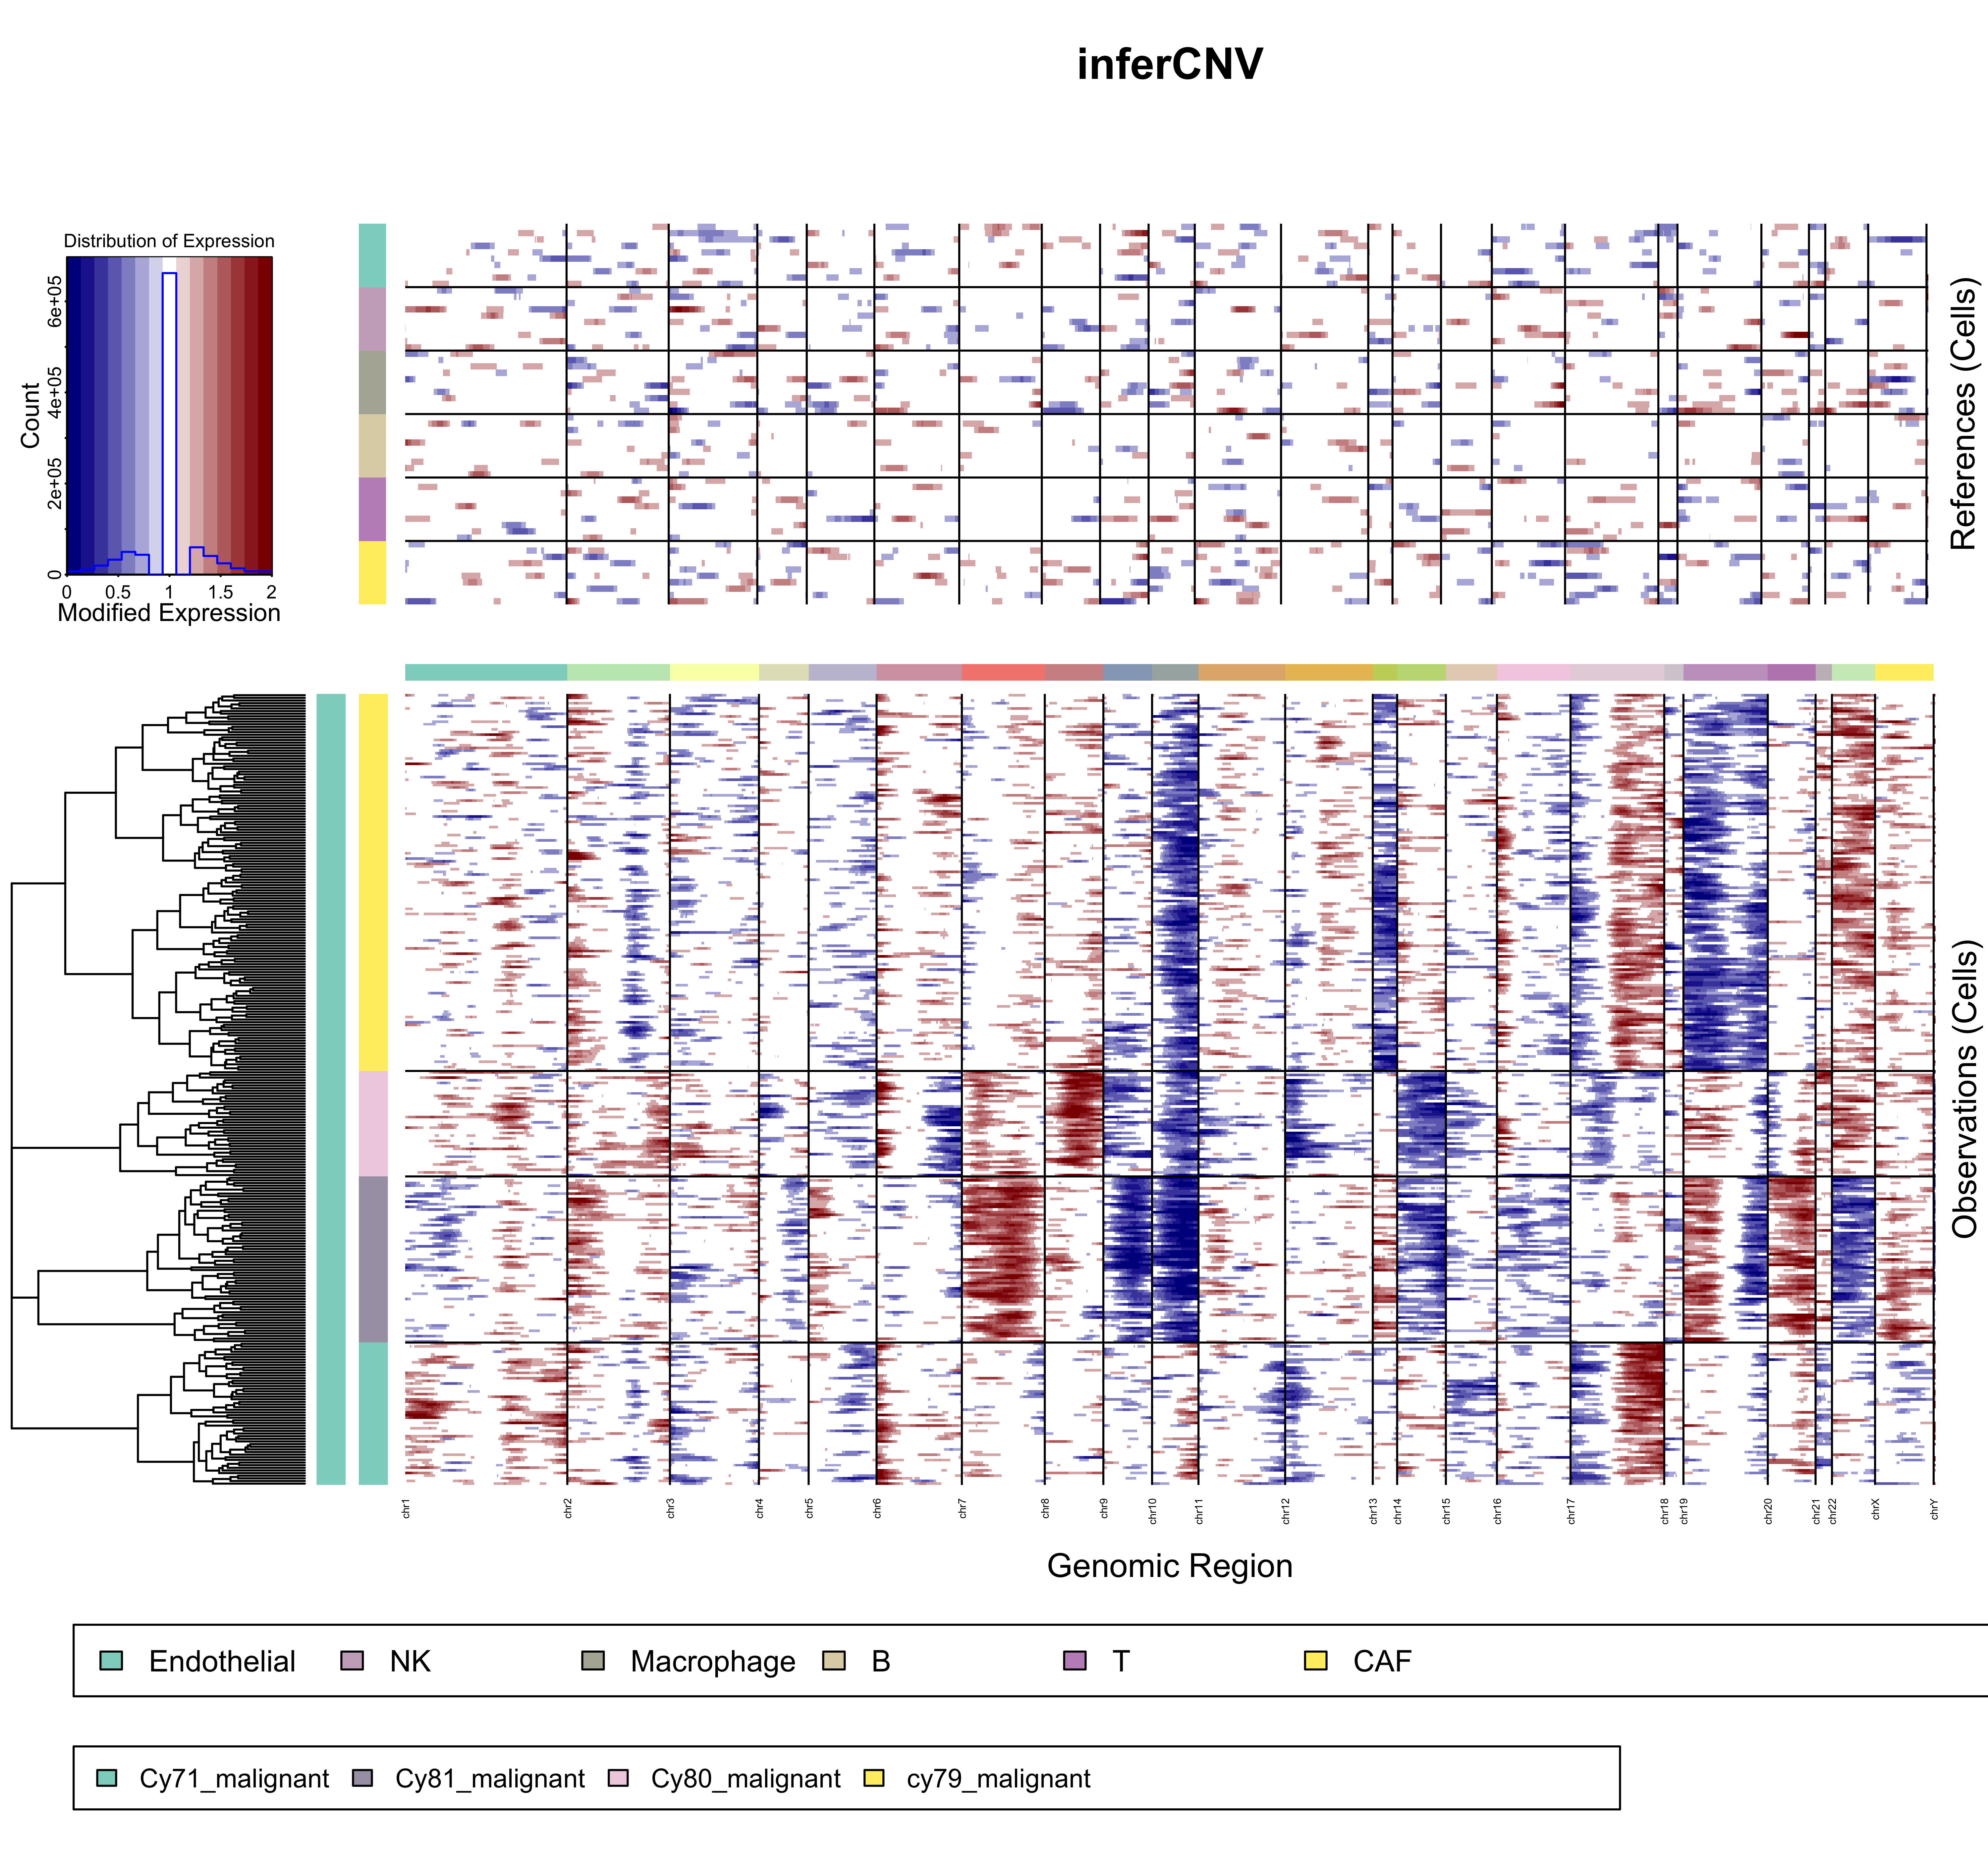 inferCNV
Distribution of Expression
Count
0 2e+05 4e+05 6e+05
0 0.5 1 1.5 2
Modified Expression
References (Cells)
Observations (Cells)
chr1 chr2 chr3 chr4 chr5 chr6 chr7 chr8 chr9 chr10 chr11 chr12 chr13 chr14 chr15 chr16 chr17 chr18 chr19 chr20 chr21 chr22 chrX chrY
Genomic Region
Endothelial NK Macrophage B T CAF
Cy71_malignant Cy81_malignant Cy80_malignant cy79_malignant